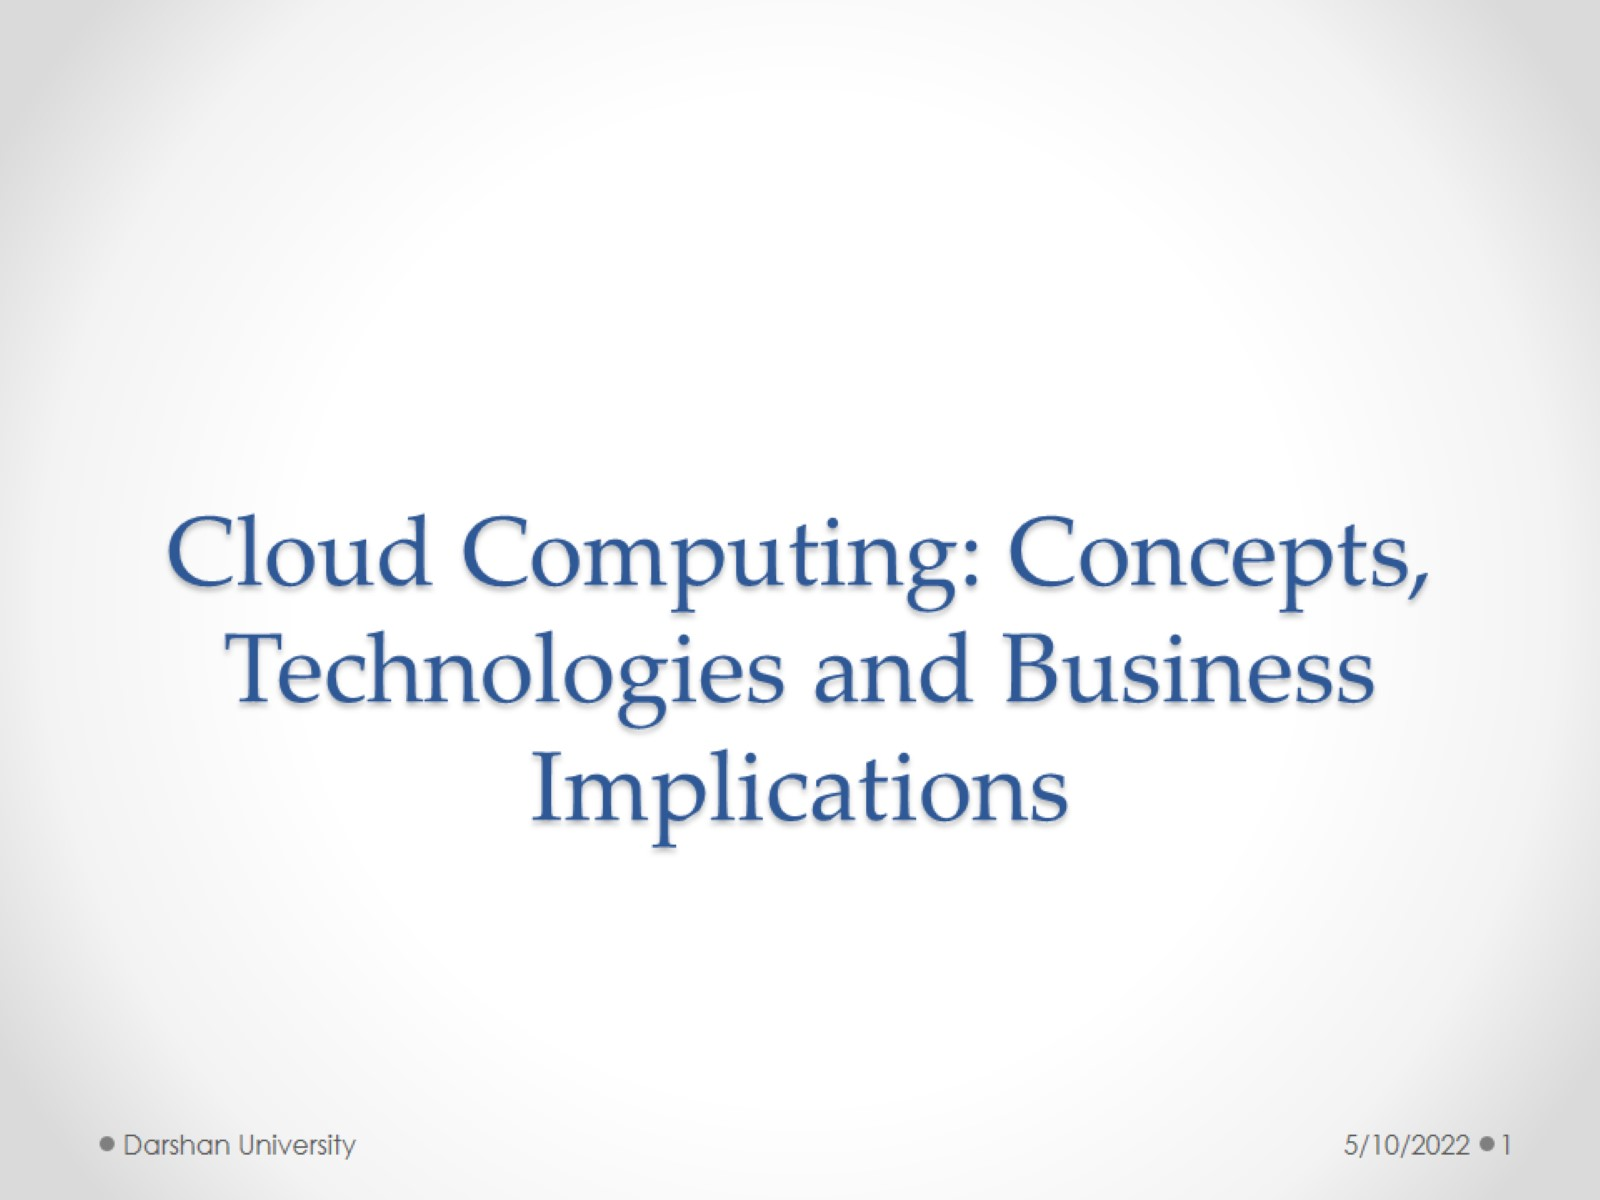 Cloud Computing: Concepts,
Technologies and Business
Implications
Darshan University
5/10/2022 1